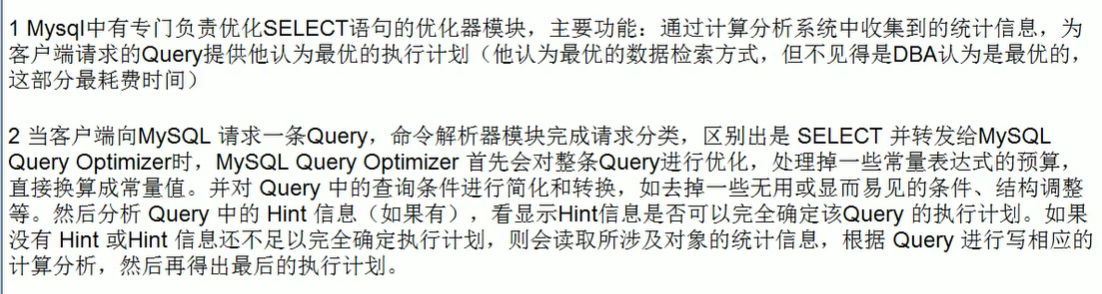 1 Mysql中有专门负责优化SELECT语句的优化器模块，主要功能：通过计算分析系统中收集到的统计信息，为
客户端请求的Query提供他认为最优的执行计划（他认为最优的数据检索方式，但不见得是DBA认为是最优的，
这部分最耗费时间）
2 当客户端向MySQL 请求一条Query，命令解析器模块完成请求分类，区别出是 SELECT 并转发给MySQL
Query Optimizer时，MySQL Query Optimizer 首先会对整条Query进行优化，处理掉一些常量表达式的预算，
直接换算成常量值。并对 Query 中的查询条件进行简化和转换，如去掉一些无用或显而易见的条件、结构调整
等。然后分析 Query 中的 Hint 信息（如果有），看显示Hint信息是否可以完全确定该Query 的执行计划。如果
没有 Hint 或Hint 信息还不足以完全确定执行计划，则会读取所涉及对象的统计信息，根据 Query 进行写相应的
计算分析，然后再得出最后的执行计划。